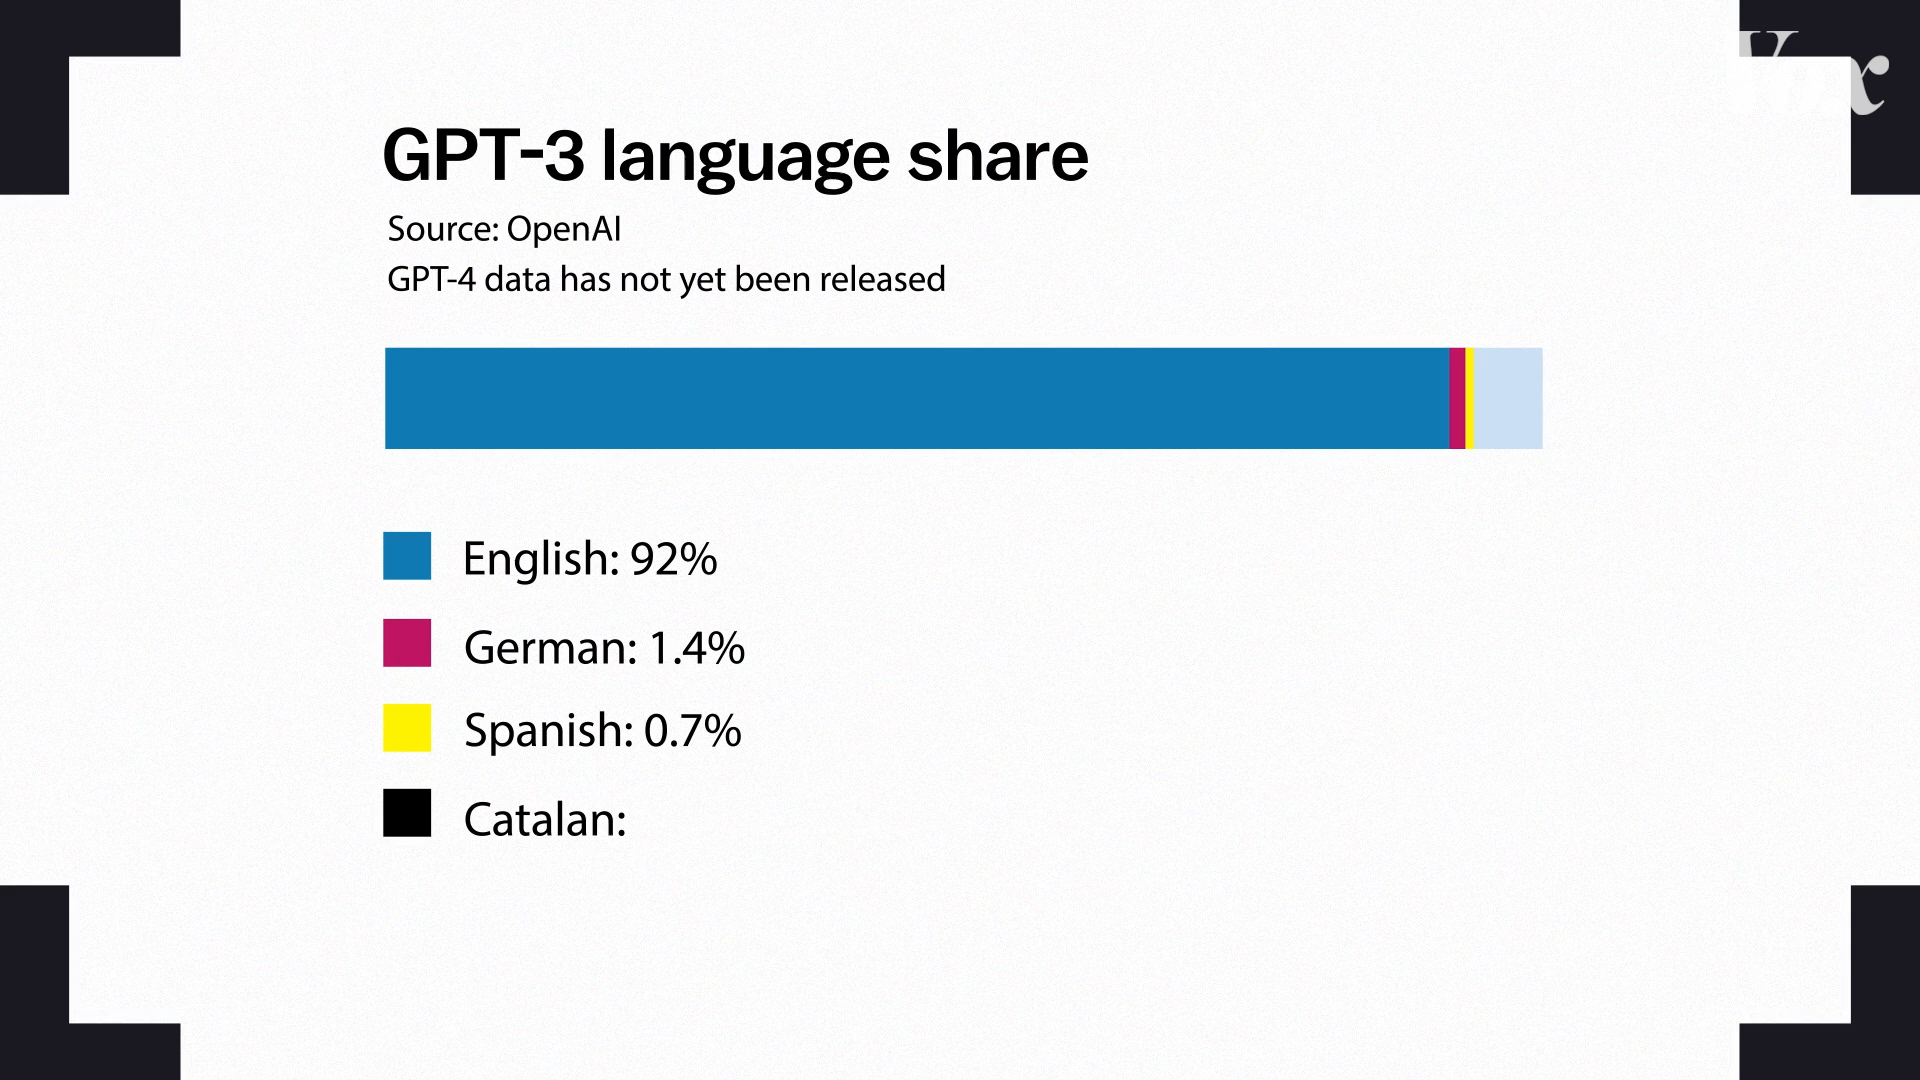 Vox
GPT-3 language share
Source: OpenAI
GPT-4 data has not yet been released
English: 92%
German: 1.4%
Spanish: 0.7%
Catalan: